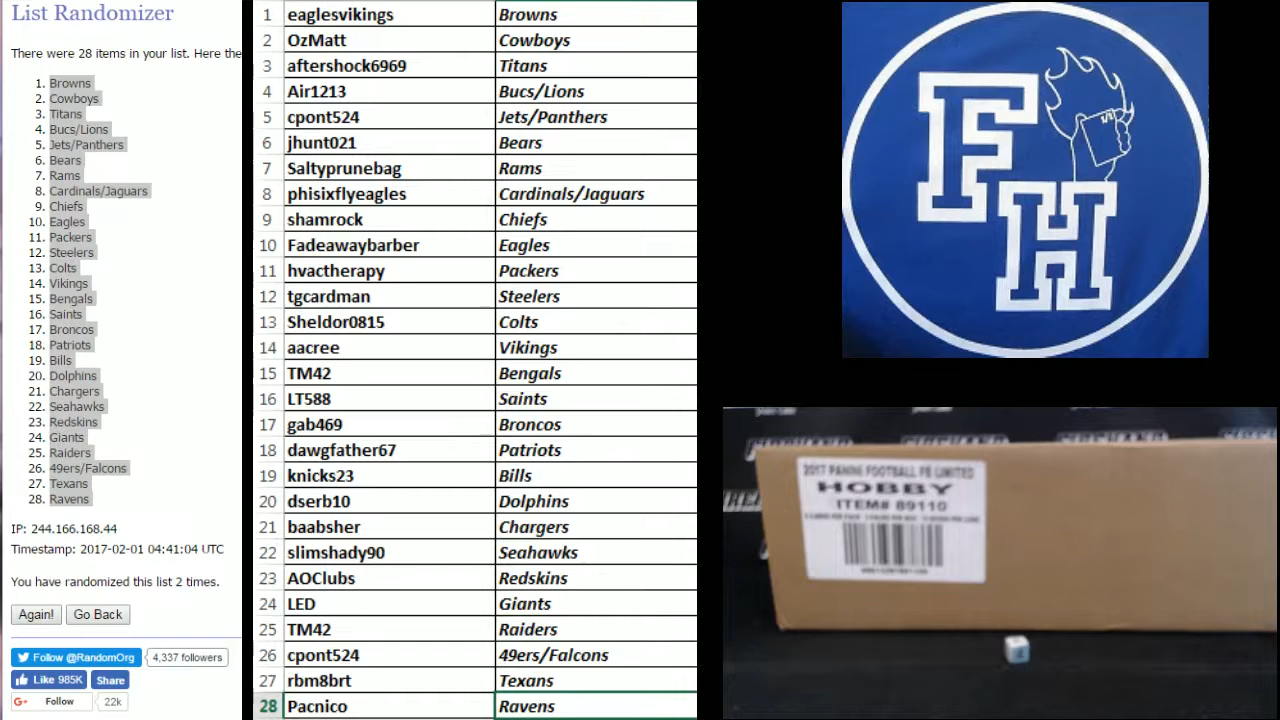 List Randomizer
There were 28 items in your list. Here the
1. Browns
2. Cowboys
3. Titans
4. Bucs/Lions
5. Jets/Panthers
6. Bears
7. Rams
8. Cardinals/Jaguars
9. Chiefs
10. Eagles
11. Packers
12. Steelers
13. Colts
14. Vikings
15. Bengals
16. Saints
17. Broncos
18. Patriots
19. Bills
20. Dolphins
21. Chargers
22. Seahawks
23. Redskins
24. Giants
25. Raiders
26. 49ers/Falcons
27. Texans
28. Ravens
IP: 244.166.168.44
Timestamp: 2017-02-01 04:41:04 UTC
You have randomized this list 2 times.
Again! Go Back
Follow @RandomOrg 4,337 followers
Like 985K Share
G+ Follow 22k
1 eaglesvikings Browns
2 OzMatt Cowboys
3 aftershock6969 Titans
4 Air1213 Bucs/Lions
5 cpont524 Jets/Panthers
6 jhunt021 Bears
7 Saltyprunebag Rams
8 phisixflyeagles Cardinals/Jaguars
9 shamrock Chiefs
10 Fadeawaybarber Eagles
11 hvactherapy Packers
12 tgcardman Steelers
13 Sheldor0815 Colts
14 aacree Vikings
15 TM42 Bengals
16 LT588 Saints
17 gab469 Broncos
18 dawgfather67 Patriots
19 knicks23 Bills
20 dserb10 Dolphins
21 baabsher Chargers
22 slimshady90 Seahawks
23 AOClubs Redskins
24 LED Giants
25 TM42 Raiders
26 cpont524 49ers/Falcons
27 rbm8brt Texans
28 Pacnico Ravens
FH
2017 PANINI FOOTBALL FB LIMITED
HOBBY
ITEM# 89110